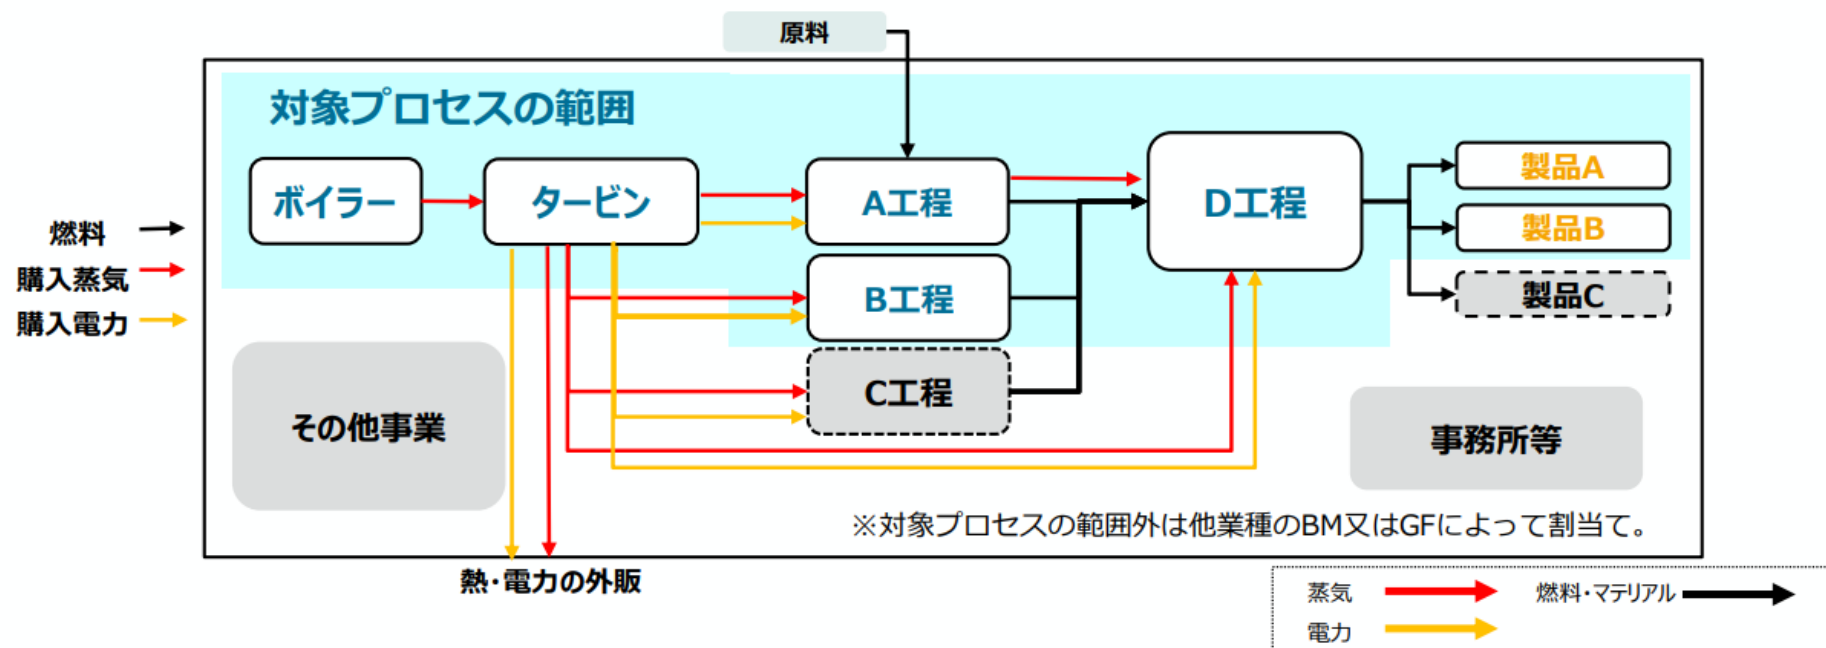 原料
対象プロセスの範囲
ボイラー
タービン
A工程
D工程
製品A
製品B
製品C
B工程
C工程
燃料
購入蒸気
購入電力
その他事業
事務所等
※対象プロセスの範囲外は他業種のBM又はGFによって割当て。
熱・電力の外販
蒸気
燃料・マテリアル
電力